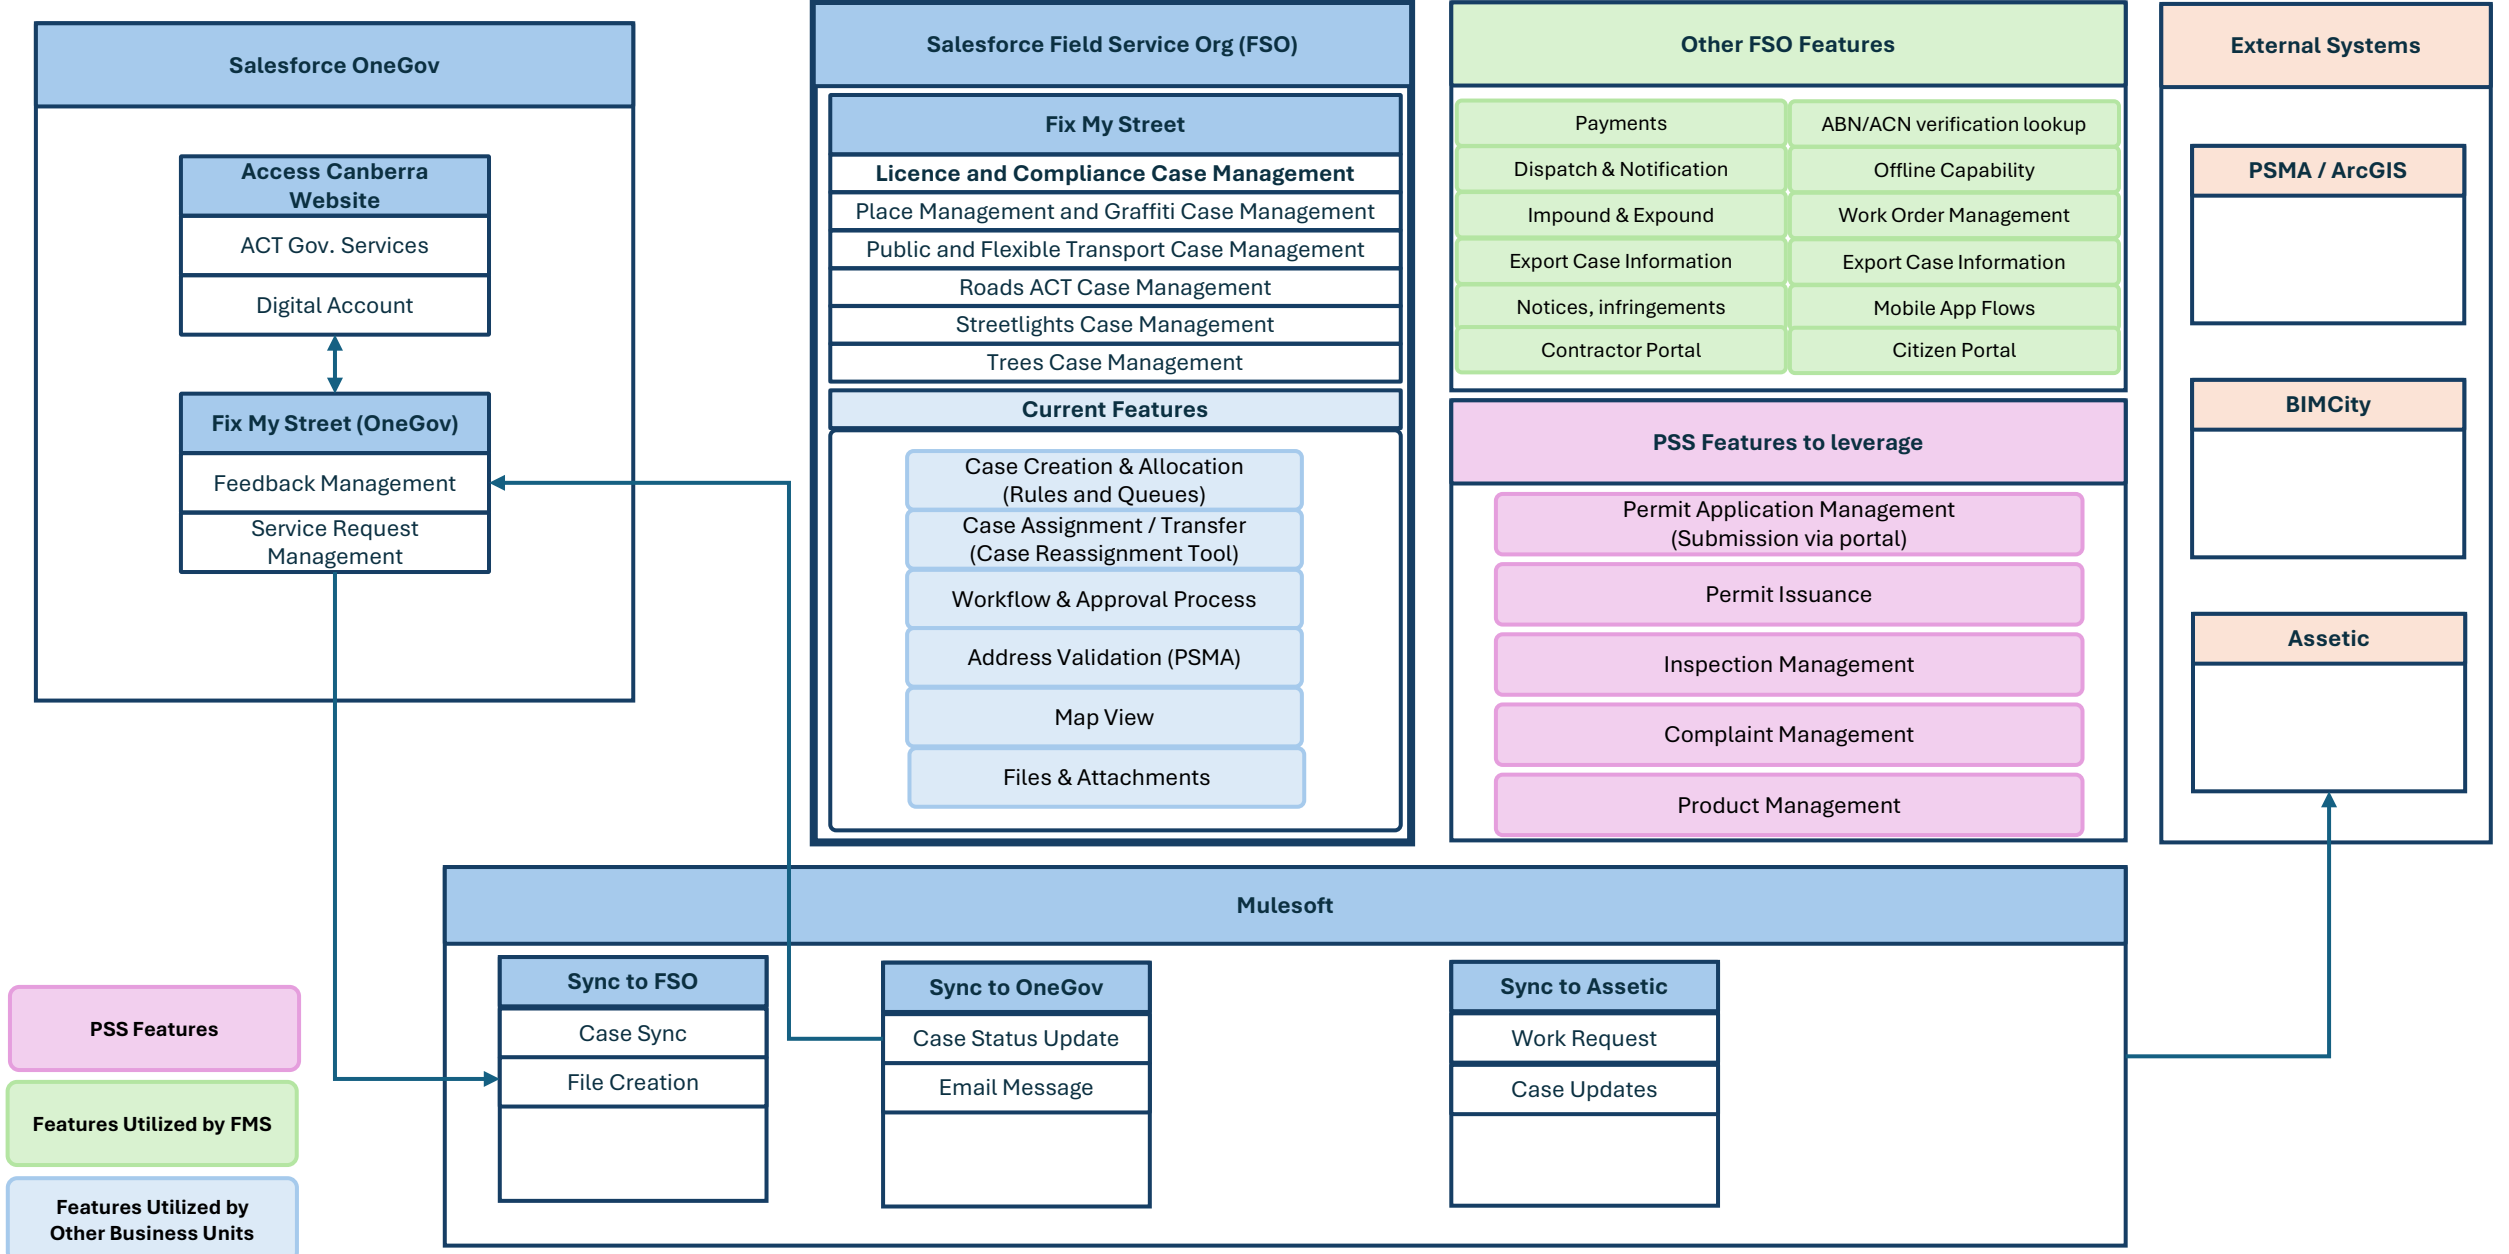 Salesforce OneGov
Access Canberra
Website
ACT Gov. Services
Digital Account
Fix My Street (OneGov)
Feedback Management
Service Request
Management
Salesforce Field Service Org (FSO)
Fix My Street
Licence and Compliance Case Management
Place Management and Graffiti Case Management
Public and Flexible Transport Case Management
Roads ACT Case Management
Streetlights Case Management
Trees Case Management
Current Features
Case Creation & Allocation
(Rules and Queues)
Case Assignment / Transfer
(Case Reassignment Tool)
Workflow & Approval Process
Address Validation (PSMA)
Map View
Files & Attachments
Other FSO Features
Payments
ABN/ACN verification lookup
Dispatch & Notification
Offline Capability
Impound & Expound
Work Order Management
Export Case Information
Export Case Information
Notices, infringements
Mobile App Flows
Contractor Portal
Citizen Portal
PSS Features to leverage
Permit Application Management
(Submission via portal)
Permit Issuance
Inspection Management
Complaint Management
Product Management
External Systems
PSMA / ArcGIS
BIMCity
Assetic
Mulesoft
Sync to FSO
Case Sync
File Creation
Sync to OneGov
Case Status Update
Email Message
Sync to Assetic
Work Request
Case Updates
PSS Features
Features Utilized by FMS
Features Utilized by
Other Business Units